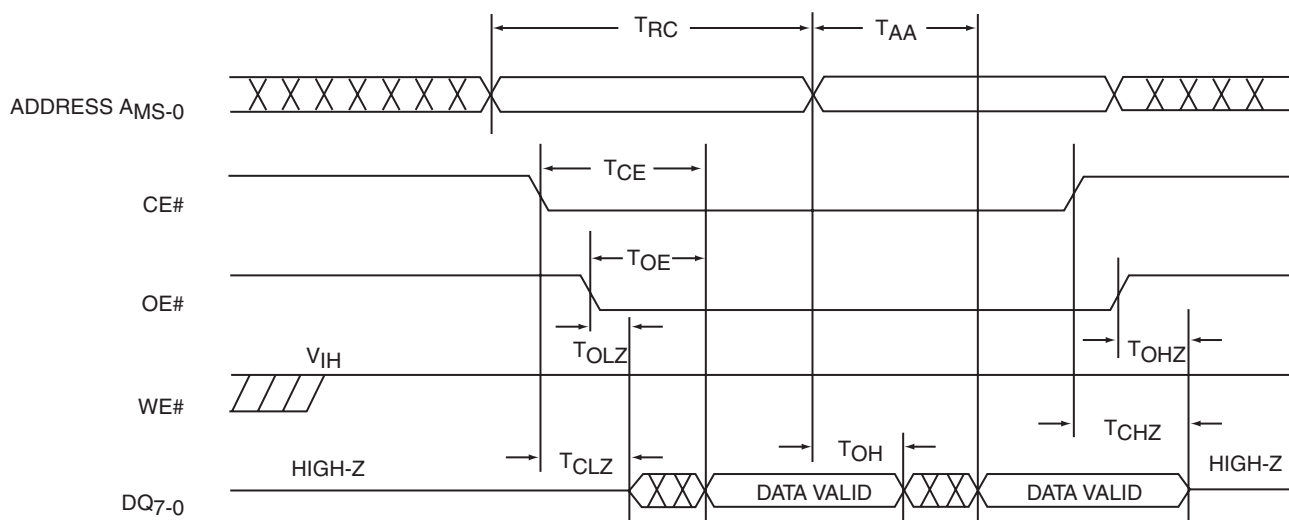 TRC TAA
ADDRESS AMS-0
TCE
CE#
TOE
OE#
TOLZ TOHZ
VIH
WE#
TCHZ
HIGH-Z TCLZ TOH HIGH-Z
DATA VALID DATA VALID
DQ7-0